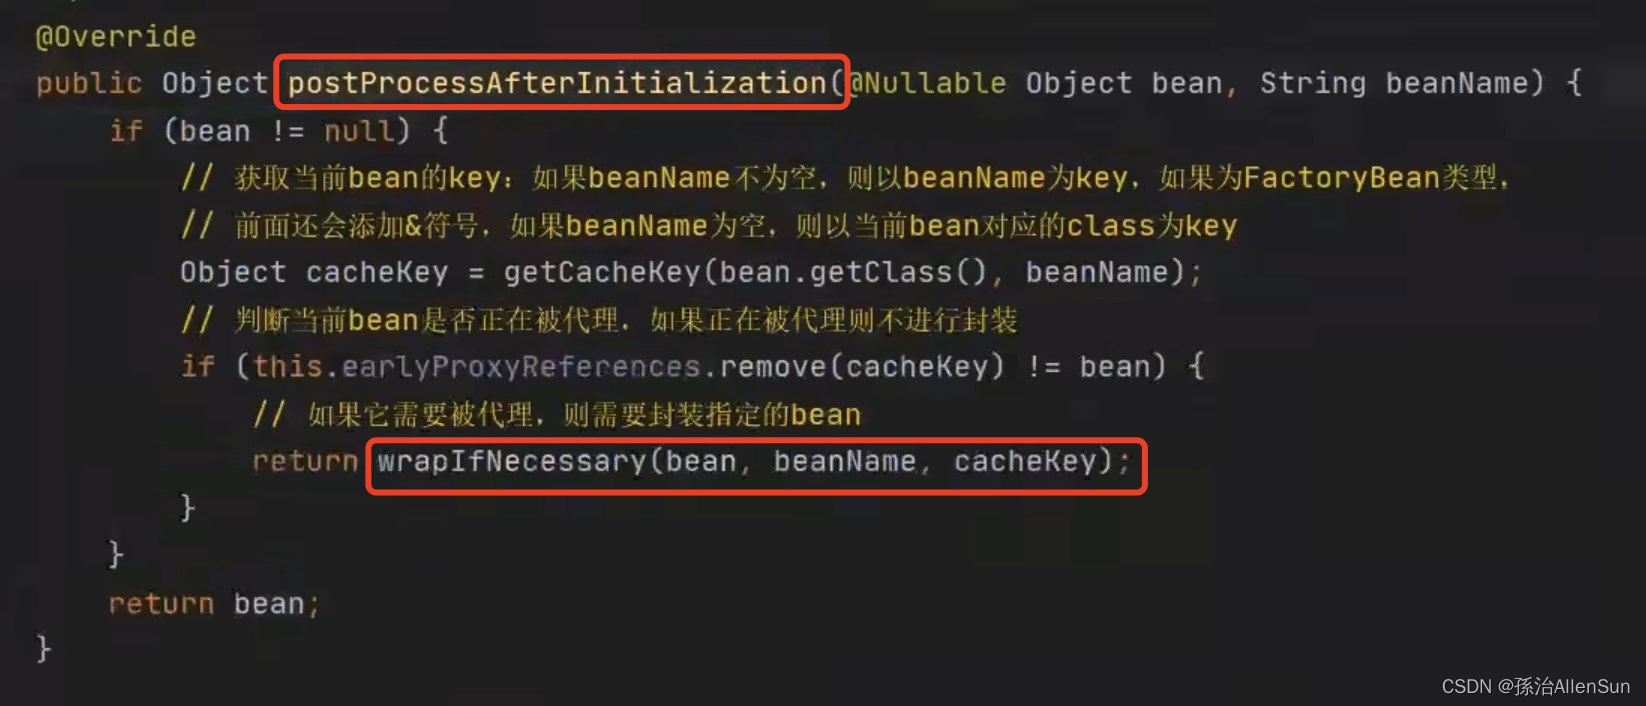 @Override
public Object postProcessAfterInitialization(@Nullable Object bean, String beanName) {
if (bean != null) {
// 获取当前bean的key：如果beanName不为空，则以beanName为key，如果为FactoryBean类型，
// 前面还会添加&符号，如果beanName为空，则以当前bean对应的class为key
Object cacheKey = getCacheKey(bean.getClass(), beanName);
// 判断当前bean是否正在被代理，如果正在被代理则不进行封装
if (this.earlyProxyReferences.remove(cacheKey) != bean) {
// 如果它需要被代理，则需要封装指定的bean
return wrapIfNecessary(bean, beanName, cacheKey);
}
}
return bean;
}
CSDN @孫治AllenSun